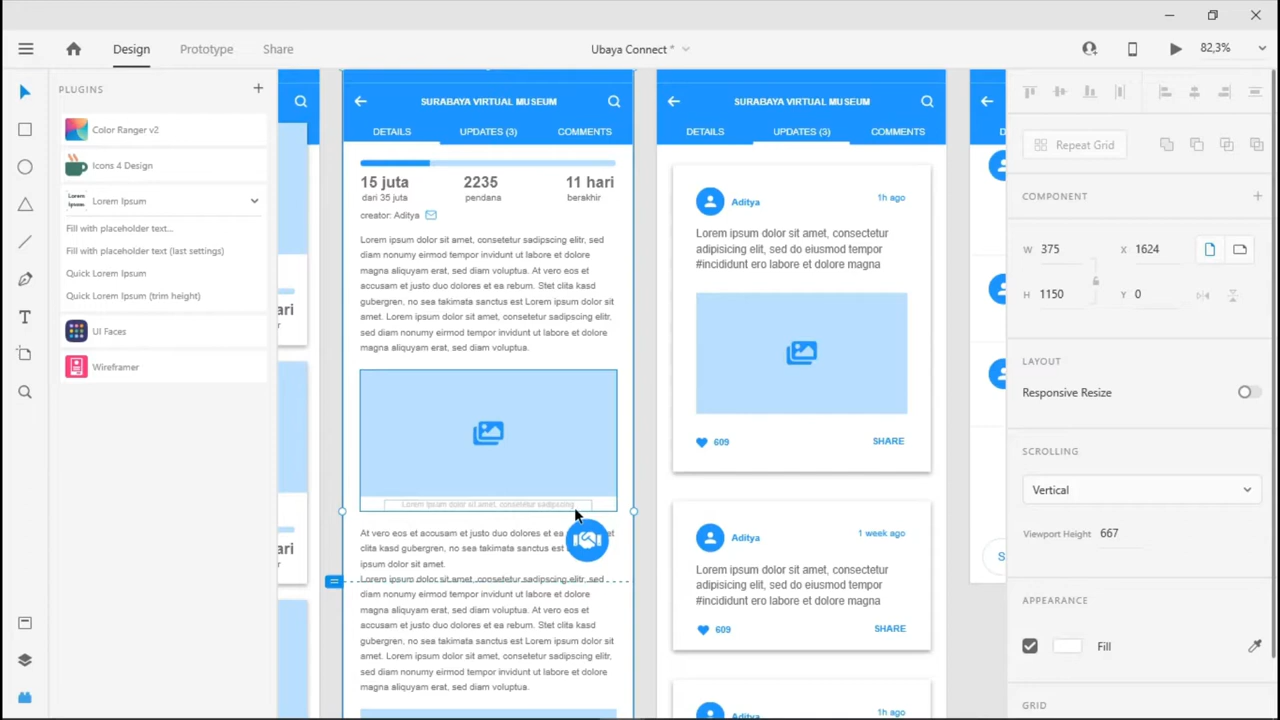 Design
Prototype
Share
Ubaya Connect *
82,3%
PLUGINS
Color Ranger v2
Icons 4 Design
Lorem Ipsum
Lorem Ipsum
Fill with placeholder text...
Fill with placeholder text (last settings)
Quick Lorem Ipsum
Quick Lorem Ipsum (trim height)
UI Faces
Wireframer
ari
r
ari
r
SURABAYA VIRTUAL MUSEUM
DETAILS
UPDATES (3)
COMMENTS
15 juta
2235
11 hari
dari 35 juta
pendana
berakhir
creator: Aditya
Lorem ipsum dolor sit amet, consetetur sadipscing elitr, sed
diam nonumy eirmod tempor invidunt ut labore et dolore
magna aliquyam erat, sed diam voluptua. At vero eos et
accusam et justo duo dolores et ea rebum. Stet clita kasd
gubergren, no sea takimata sanctus est Lorem ipsum dolor sit
amet. Lorem ipsum dolor sit amet, consetetur sadipscing elitr,
sed diam nonumy eirmod tempor invidunt ut labore et dolore
magna aliquyam erat, sed diam voluptua.
Lorem ipsum dolor sit amet, consetetur sadipscing
At vero eos et accusam et justo duo dolores et ea
clita kasd gubergren, no sea takimata sanctus est
ipsum dolor sit amet.
Lorem ipsum dolor sit amet, consetetur sadipscing elitr, sed
diam nonumy eirmod tempor invidunt ut labore et dolore
magna aliquyam erat, sed diam voluptua. At vero eos et
accusam et justo duo dolores et ea rebum. Stet clita kasd
gubergren, no sea takimata sanctus est Lorem ipsum dolor sit
amet. Lorem ipsum dolor sit amet, consetetur sadipscing elitr,
sed diam nonumy eirmod tempor invidunt ut labore et dolore
magna aliquyam erat, sed diam voluptua.
SURABAYA VIRTUAL MUSEUM
DETAILS
UPDATES (3)
COMMENTS
Aditya
1h ago
Lorem ipsum dolor sit amet, consectetur
adipisicing elit, sed do eiusmod tempor
#incididunt ero labore et dolore magna
609
SHARE
Aditya
1 week ago
Lorem ipsum dolor sit amet, consectetur
adipisicing elit, sed do eiusmod tempor
#incididunt ero labore et dolore magna
609
SHARE
Aditya
1h ago
D
S
Repeat Grid
COMPONENT
W 375
X 1624
H 1150
Y 0
LAYOUT
Responsive Resize
SCROLLING
Vertical
Viewport Height 667
APPEARANCE
Fill
GRID